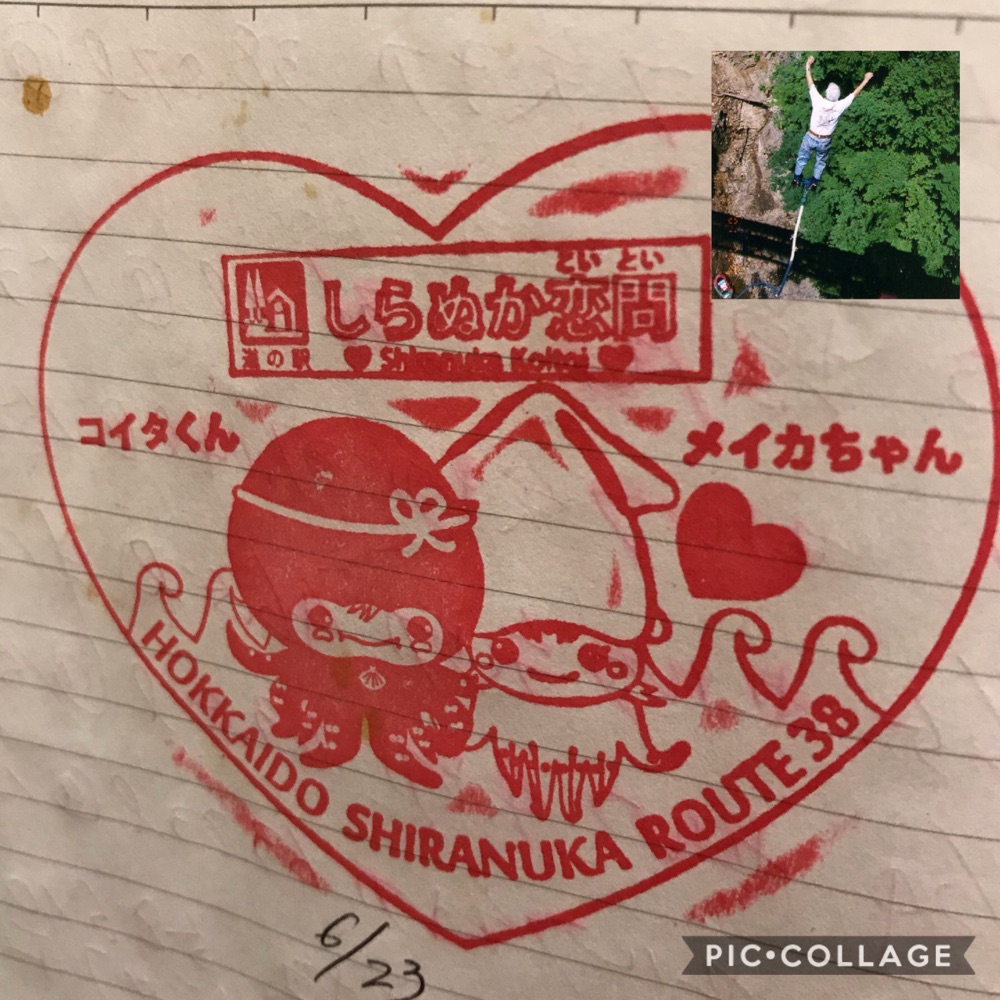 とい とい
しらぬか恋問
道の駅 ♥ Shiranuka Koitoi ♥
コイタくん
メイカちゃん
HOKKAIDO SHIRANUKA ROUTE 38
6/23
PIC•COLLAGE